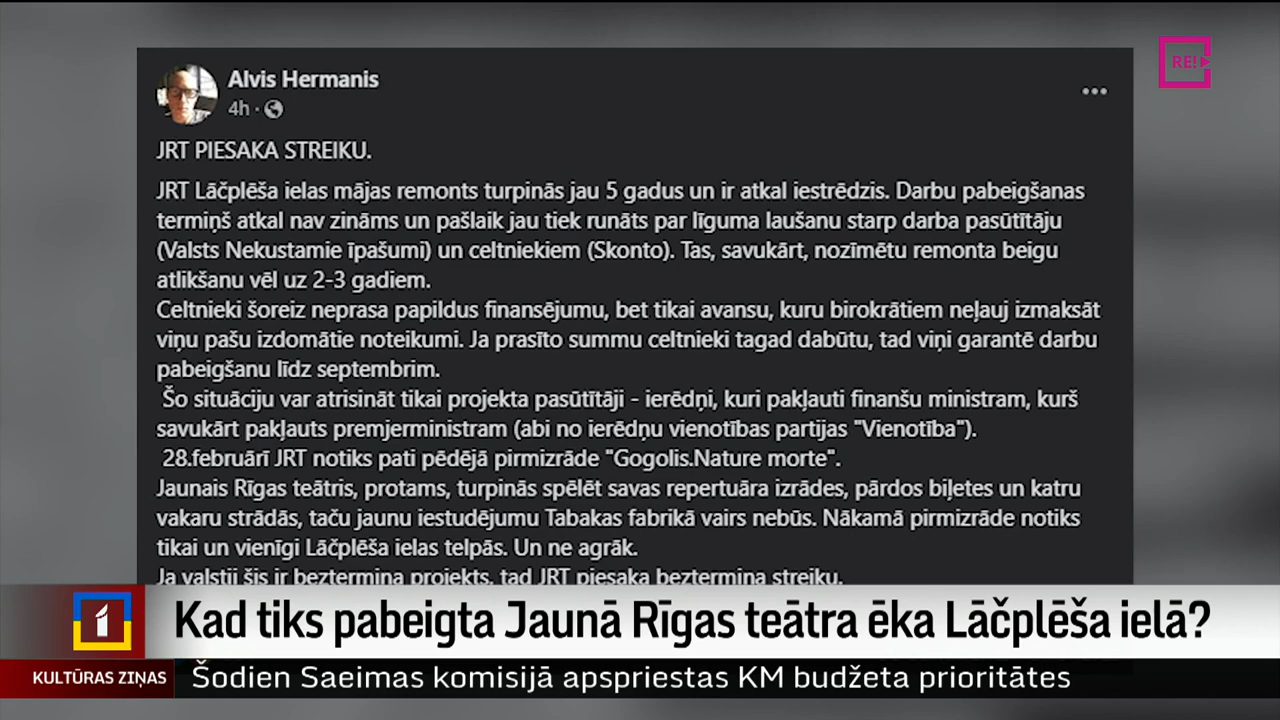 RE!
Alvis Hermanis
4h ·
JRT PIESAKA STREIKU.
JRT Lāčplēša ielas mājas remonts turpinās jau 5 gadus un ir atkal iestrēdzis. Darbu pabeigšanas
termiņš atkal nav zināms un pašlaik jau tiek runāts par līguma laušanu starp darba pasūtītāju
(Valsts Nekustamie īpašumi) un celtniekiem (Skonto). Tas, savukārt, nozīmētu remonta beigu
atlikšanu vēl uz 2-3 gadiem.
Celtnieki šoreiz neprasa papildus finansējumu, bet tikai avansu, kuru birokrātiem neļauj izmaksāt
viņu pašu izdomātie noteikumi. Ja prasīto summu celtnieki tagad dabūtu, tad viņi garantē darbu
pabeigšanu līdz septembrim.
Šo situāciju var atrisināt tikai projekta pasūtītāji - ierēdņi, kuri pakļauti finanšu ministram, kurš
savukārt pakļauts premjerministram (abi no ierēdņu vienotības partijas "Vienotība").
28.februārī JRT notiks pati pēdējā pirmizrāde "Gogolis.Nature morte".
Jaunais Rīgas teātris, protams, turpinās spēlēt savas repertuāra izrādes, pārdos biļetes un katru
vakaru strādās, taču jaunu iestudējumu Tabakas fabrikā vairs nebūs. Nākamā pirmizrāde notiks
tikai un vienīgi Lāčplēša ielas telpās. Un ne agrāk.
Ja valstij šis ir beztermiņa projekts, tad JRT piesaka beztermiņa streiku.
1
Kad tiks pabeigta Jaunā Rīgas teātra ēka Lāčplēša ielā?
KULTŪRAS ZIŅAS
Šodien Saeimas komisijā apspriestas KM budžeta prioritātes